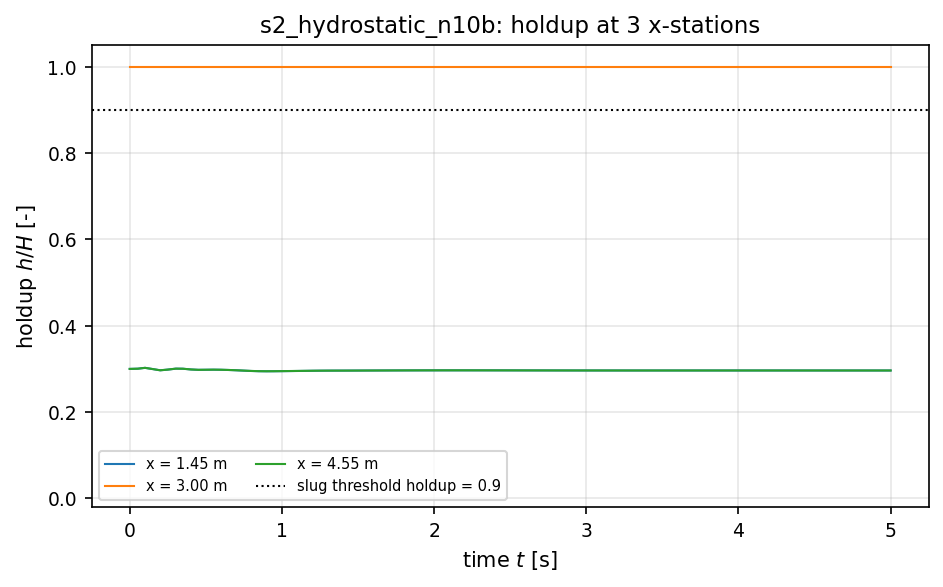 s2_hydrostatic_n10b: holdup at 3 x-stations
holdup h/H [-]
1.0
0.8
0.6
0.4
0.2
0.0
x = 1.45 m
x = 4.55 m
x = 3.00 m
slug threshold holdup = 0.9
0 1 2 3 4 5
time t [s]